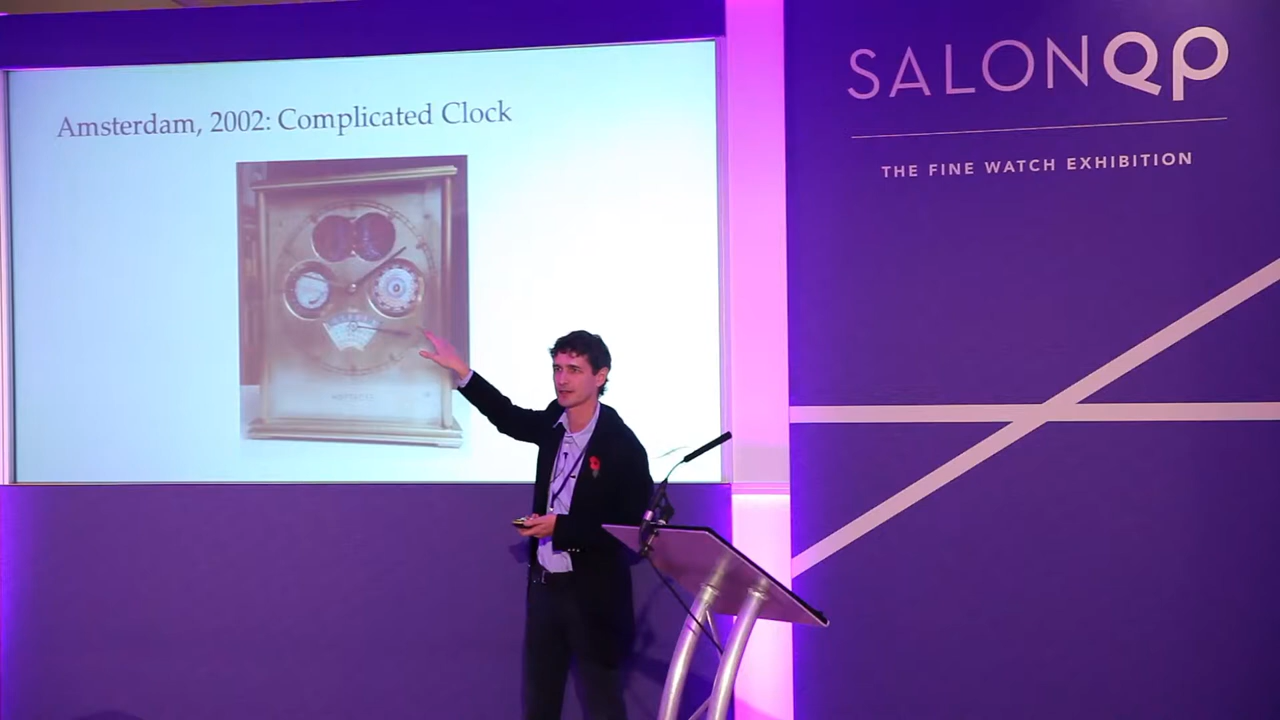 Amsterdam, 2002: Complicated Clock
SALONQP
THE FINE WATCH EXHIBITION